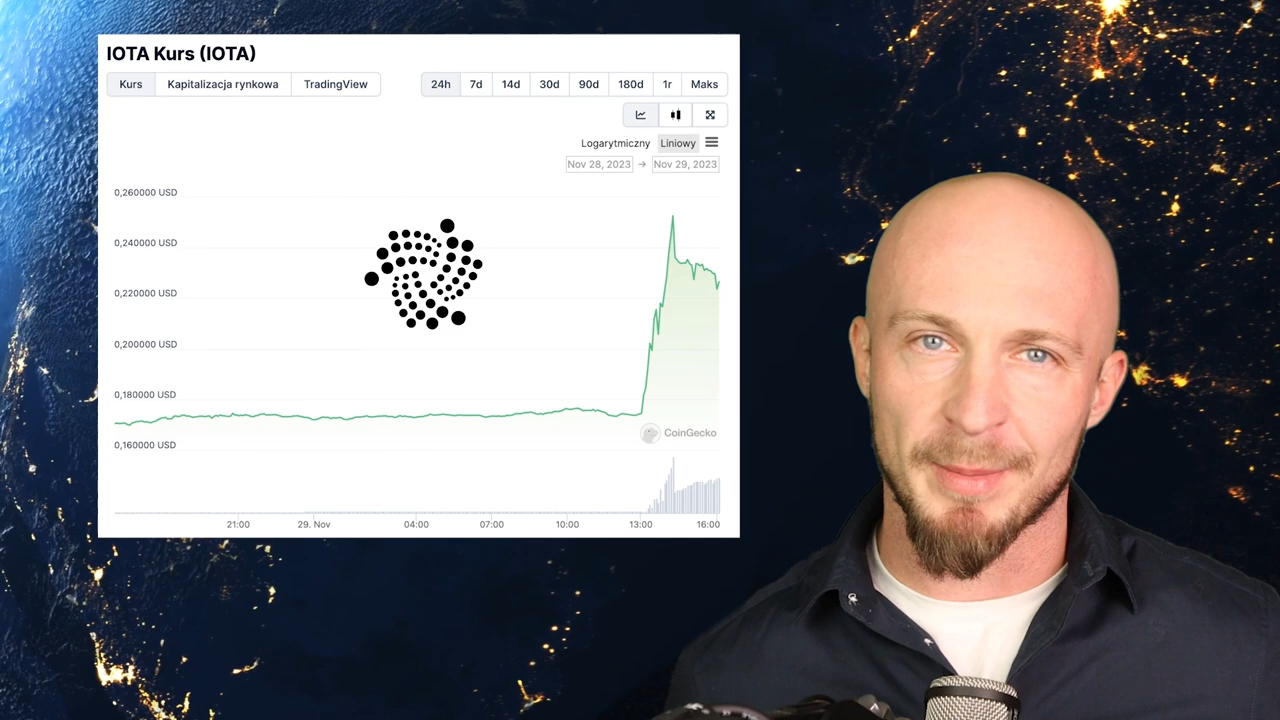 IOTA Kurs (IOTA)
Kurs Kapitalizacja rynkowa TradingView 24h 7d 14d 30d 90d 180d 1r Maks
Logarytmiczny Liniowy
Nov 28, 2023 → Nov 29, 2023
0,260000 USD
0,240000 USD
0,220000 USD
0,200000 USD
0,180000 USD
CoinGecko
0,160000 USD
21:00 29. Nov 04:00 07:00 10:00 13:00 16:00